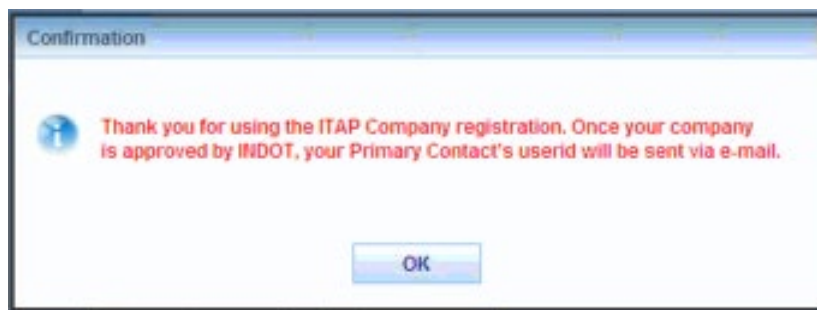 Confirmation
Thank you for using the ITAP Company registration. Once your company
is approved by INDOT, your Primary Contact's userid will be sent via e-mail.
OK